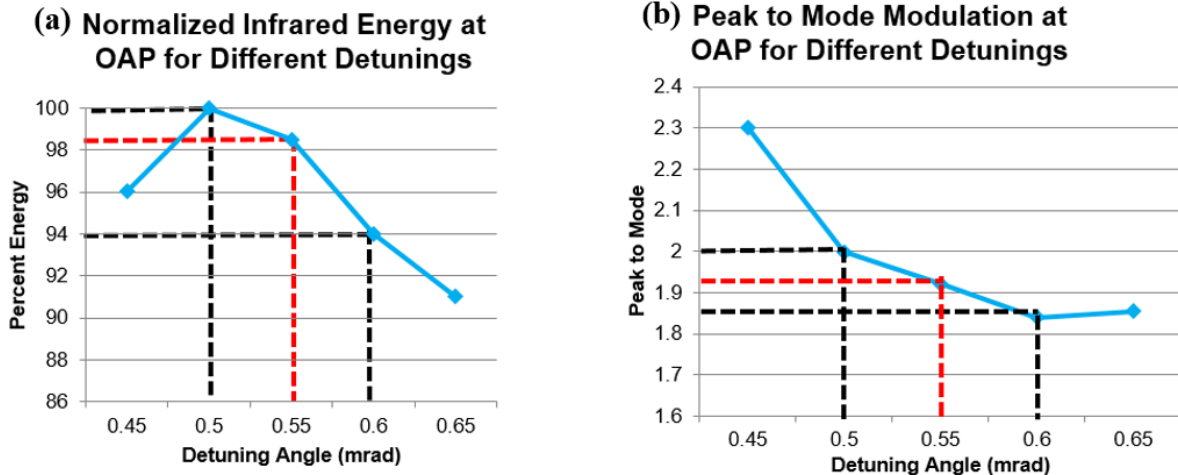 (a) Normalized Infrared Energy at
OAP for Different Detunings
100
98
96
94
92
90
88
86
Percent Energy
0.45 0.5 0.55 0.6 0.65
Detuning Angle (mrad)
(b) Peak to Mode Modulation at
OAP for Different Detunings
2.4
2.3
2.2
2.1
2
1.9
1.8
1.7
1.6
Peak to Mode
0.45 0.5 0.55 0.6 0.65
Detuning Angle (mrad)